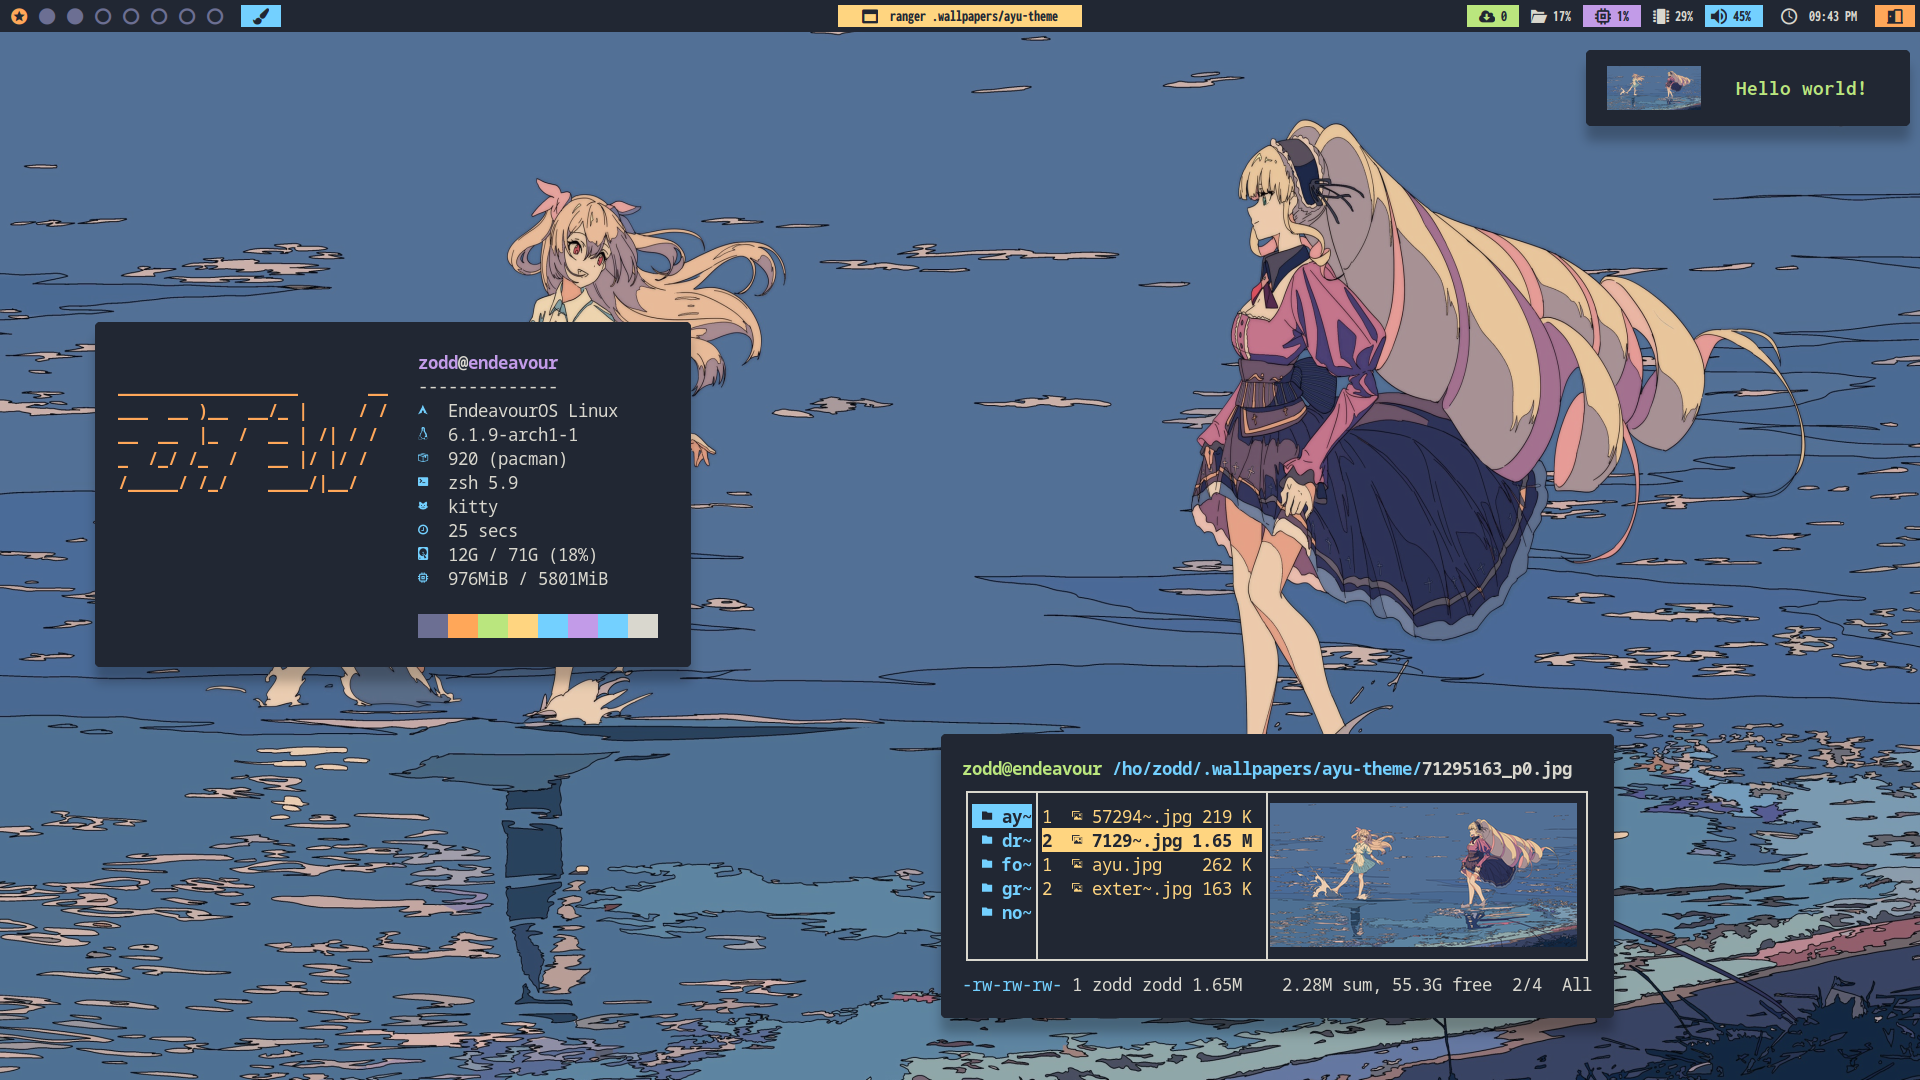 ranger .wallpapers/ayu-theme
0
17%
1%
29%
45%
09:43 PM
Hello world!
zodd@endeavour
--------------
EndeavourOS Linux
6.1.9-arch1-1
920 (pacman)
zsh 5.9
kitty
25 secs
12G / 71G (18%)
976MiB / 5801MiB
zodd@endeavour /ho/zodd/.wallpapers/ayu-theme/71295163_p0.jpg
ay~ 1 57294~.jpg 219 K
dr~ 2 7129~.jpg 1.65 M
fo~ 1 ayu.jpg 262 K
gr~ 2 exter~.jpg 163 K
no~
-rw-rw-rw- 1 zodd zodd 1.65M 2.28M sum, 55.3G free 2/4 All